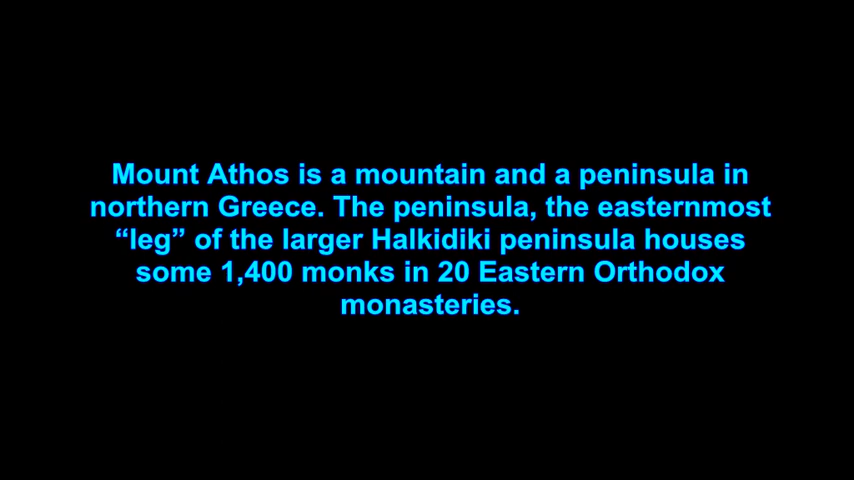 Mount Athos is a mountain and a peninsula in
northern Greece. The peninsula, the easternmost
“leg” of the larger Halkidiki peninsula houses
some 1,400 monks in 20 Eastern Orthodox
monasteries.